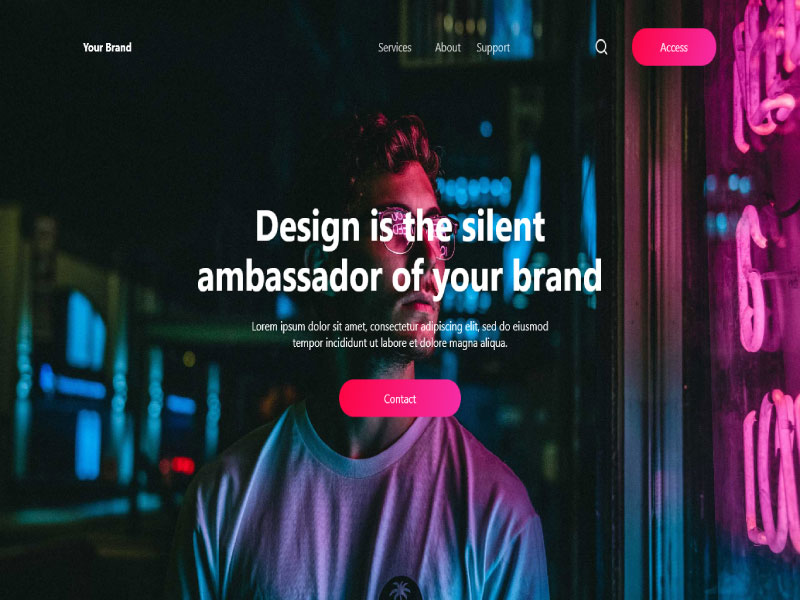 Your Brand
Services About Support
Access
Design is the silent
ambassador of your brand
Lorem ipsum dolor sit amet, consectetur adipiscing elit, sed do eiusmod
tempor incididunt ut labore et dolore magna aliqua.
Contact